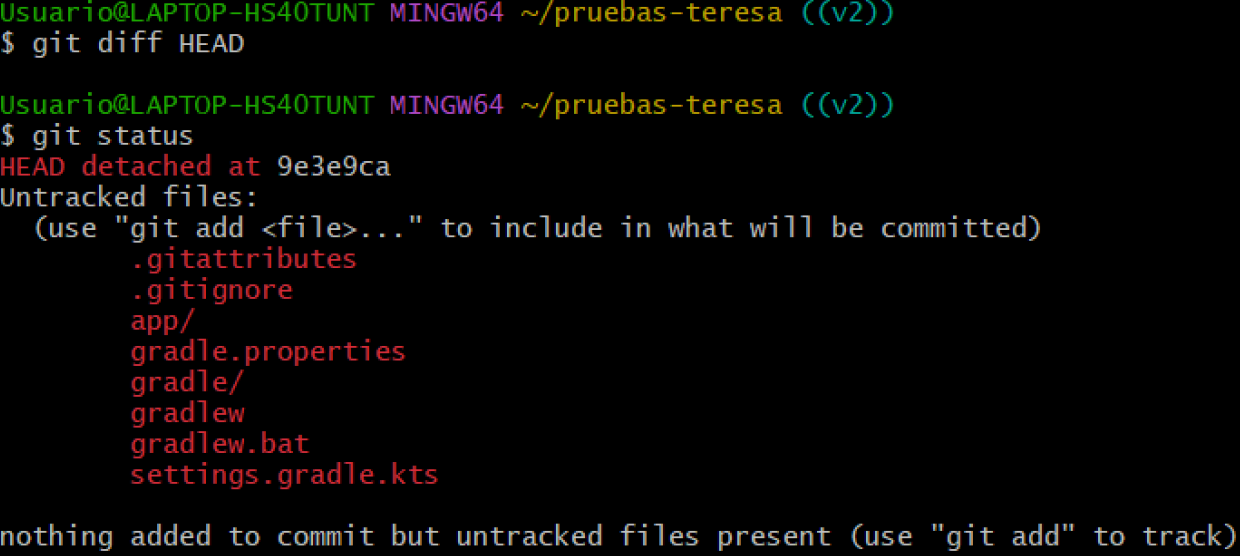 Usuario@LAPTOP-HS40TUNT MINGW64 ~/pruebas-teresa ((v2))
$ git diff HEAD
Usuario@LAPTOP-HS40TUNT MINGW64 ~/pruebas-teresa ((v2))
$ git status
HEAD detached at 9e3e9ca
Untracked files:
(use "git add <file>..." to include in what will be committed)
.gitattributes
.gitignore
app/
gradle.properties
gradle/
gradlew
gradlew.bat
settings.gradle.kts
nothing added to commit but untracked files present (use "git add" to track)